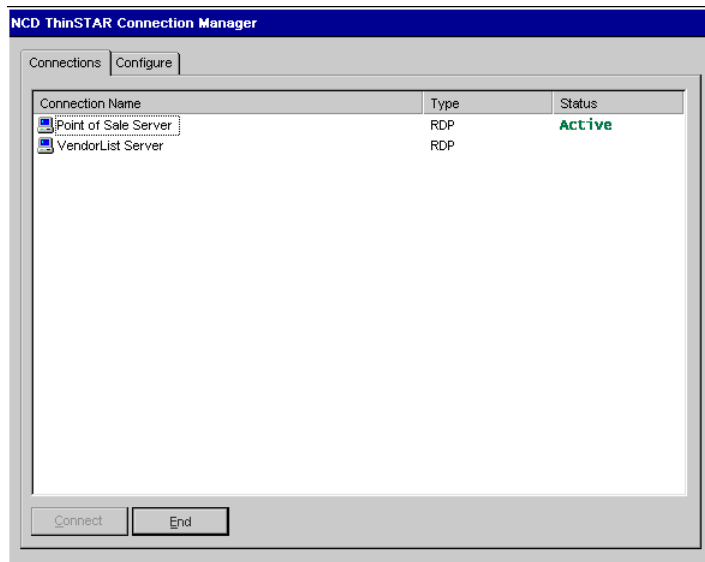 NCD ThinSTAR Connection Manager
Connections Configure
Connection Name Type Status
Point of Sale Server RDP Active
VendorList Server RDP
Connect End